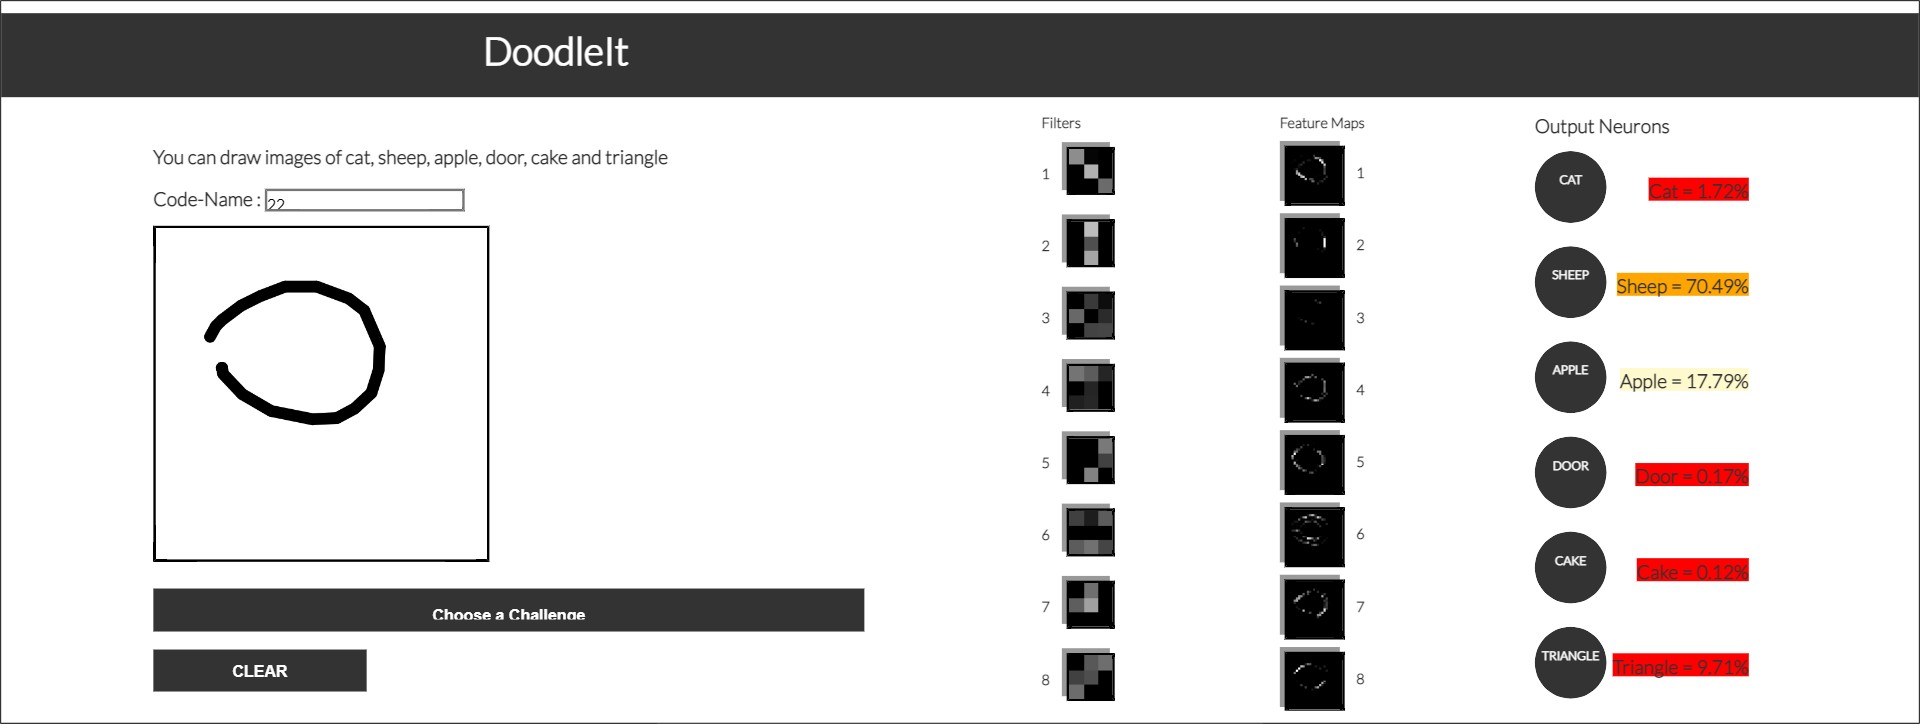 DoodleIt
You can draw images of cat, sheep, apple, door, cake and triangle
Code-Name : 22
Choose a Challenge
CLEAR
Filters
1
2
3
4
5
6
7
8
Feature Maps
1
2
3
4
5
6
7
8
Output Neurons
CAT
Cat = 1.72%
SHEEP
Sheep = 70.49%
APPLE
Apple = 17.79%
DOOR
Door = 0.17%
CAKE
Cake = 0.12%
TRIANGLE
Triangle = 9.71%